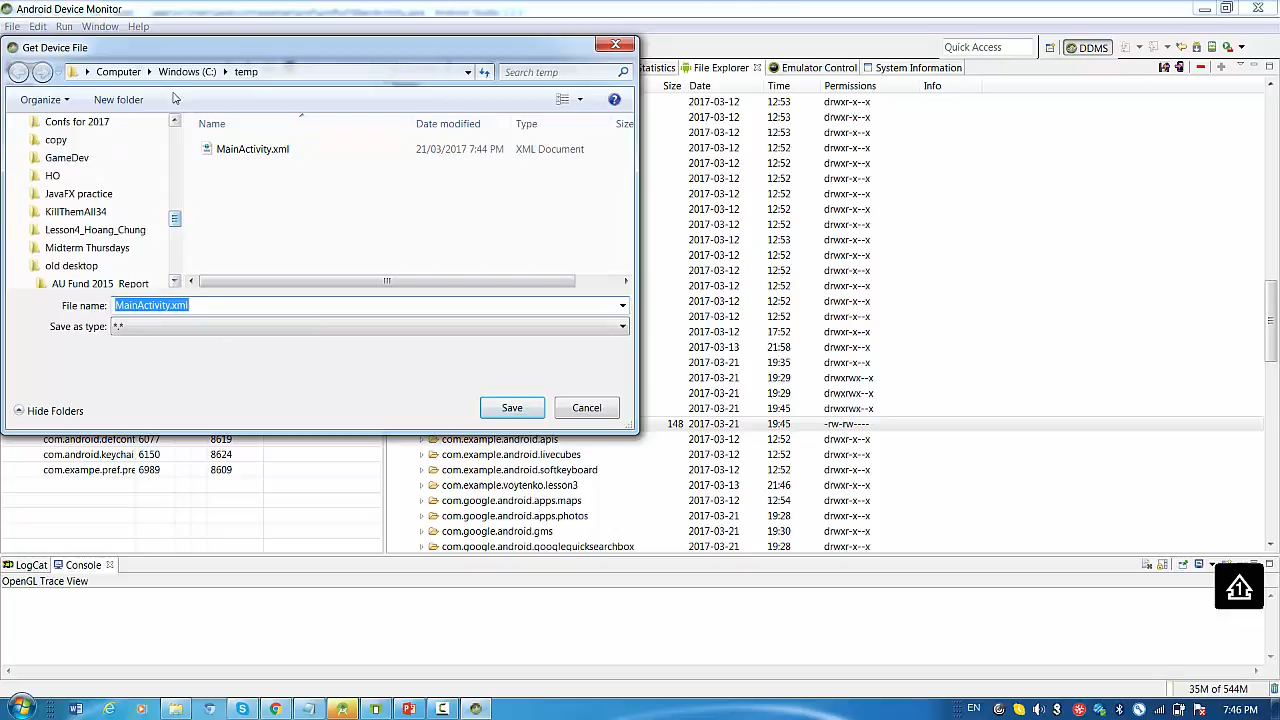 Android Device Monitor
File Edit Run Window Help
Get Device File
Computer Windows (C:) temp
Search temp
Organize New folder
Confs for 2017
copy
GameDev
HO
JavaFX practice
KillThemAll34
Lesson4_Hoang_Chung
Midterm Thursdays
old desktop
AU Fund 2015_Report
Name Date modified Type Size
MainActivity.xml 21/03/2017 7:44 PM XML Document
File name: MainActivity.xml
Save as type: *.*
Hide Folders
Save Cancel
Quick Access
DDMS
tatistics File Explorer Emulator Control System Information
Size Date Time Permissions Info
2017-03-12 12:53 drwxr-x--x
2017-03-12 12:53 drwxr-x--x
2017-03-12 12:53 drwxr-x--x
2017-03-12 12:52 drwxr-x--x
2017-03-12 12:52 drwxr-x--x
2017-03-12 12:52 drwxr-x--x
2017-03-12 12:52 drwxr-x--x
2017-03-12 12:52 drwxr-x--x
2017-03-12 12:52 drwxr-x--x
2017-03-12 12:53 drwxr-x--x
2017-03-12 12:52 drwxr-x--x
2017-03-12 12:52 drwxr-x--x
2017-03-12 12:52 drwxr-x--x
2017-03-12 12:52 drwxr-x--x
2017-03-12 12:52 drwxr-x--x
2017-03-12 17:52 drwxr-x--x
2017-03-13 21:58 drwxr-x--x
2017-03-21 19:35 drwxr-x--x
2017-03-21 19:29 drwxrwx--x
2017-03-21 19:29 drwxrwx--x
2017-03-21 19:45 drwxrwx--x
148 2017-03-21 19:45 -rw-rw----
com.example.android.apis 2017-03-12 12:52 drwxr-x--x
com.example.android.livecubes 2017-03-12 12:52 drwxr-x--x
com.example.android.softkeyboard 2017-03-12 12:52 drwxr-x--x
com.example.voytenko.lesson3 2017-03-13 21:46 drwxr-x--x
com.google.android.apps.maps 2017-03-12 12:54 drwxr-x--x
com.google.android.apps.photos 2017-03-21 19:28 drwxr-x--x
com.google.android.gms 2017-03-21 19:30 drwxr-x--x
com.google.android.googlequicksearchbox 2017-03-21 19:28 drwxr-x--x
com.android.defcont 6077 8619
com.android.keychai 6150 8624
com.exampe.pref.pre 6989 8609
LogCat Console
OpenGL Trace View
1
35M of 544M
EN
7:46 PM